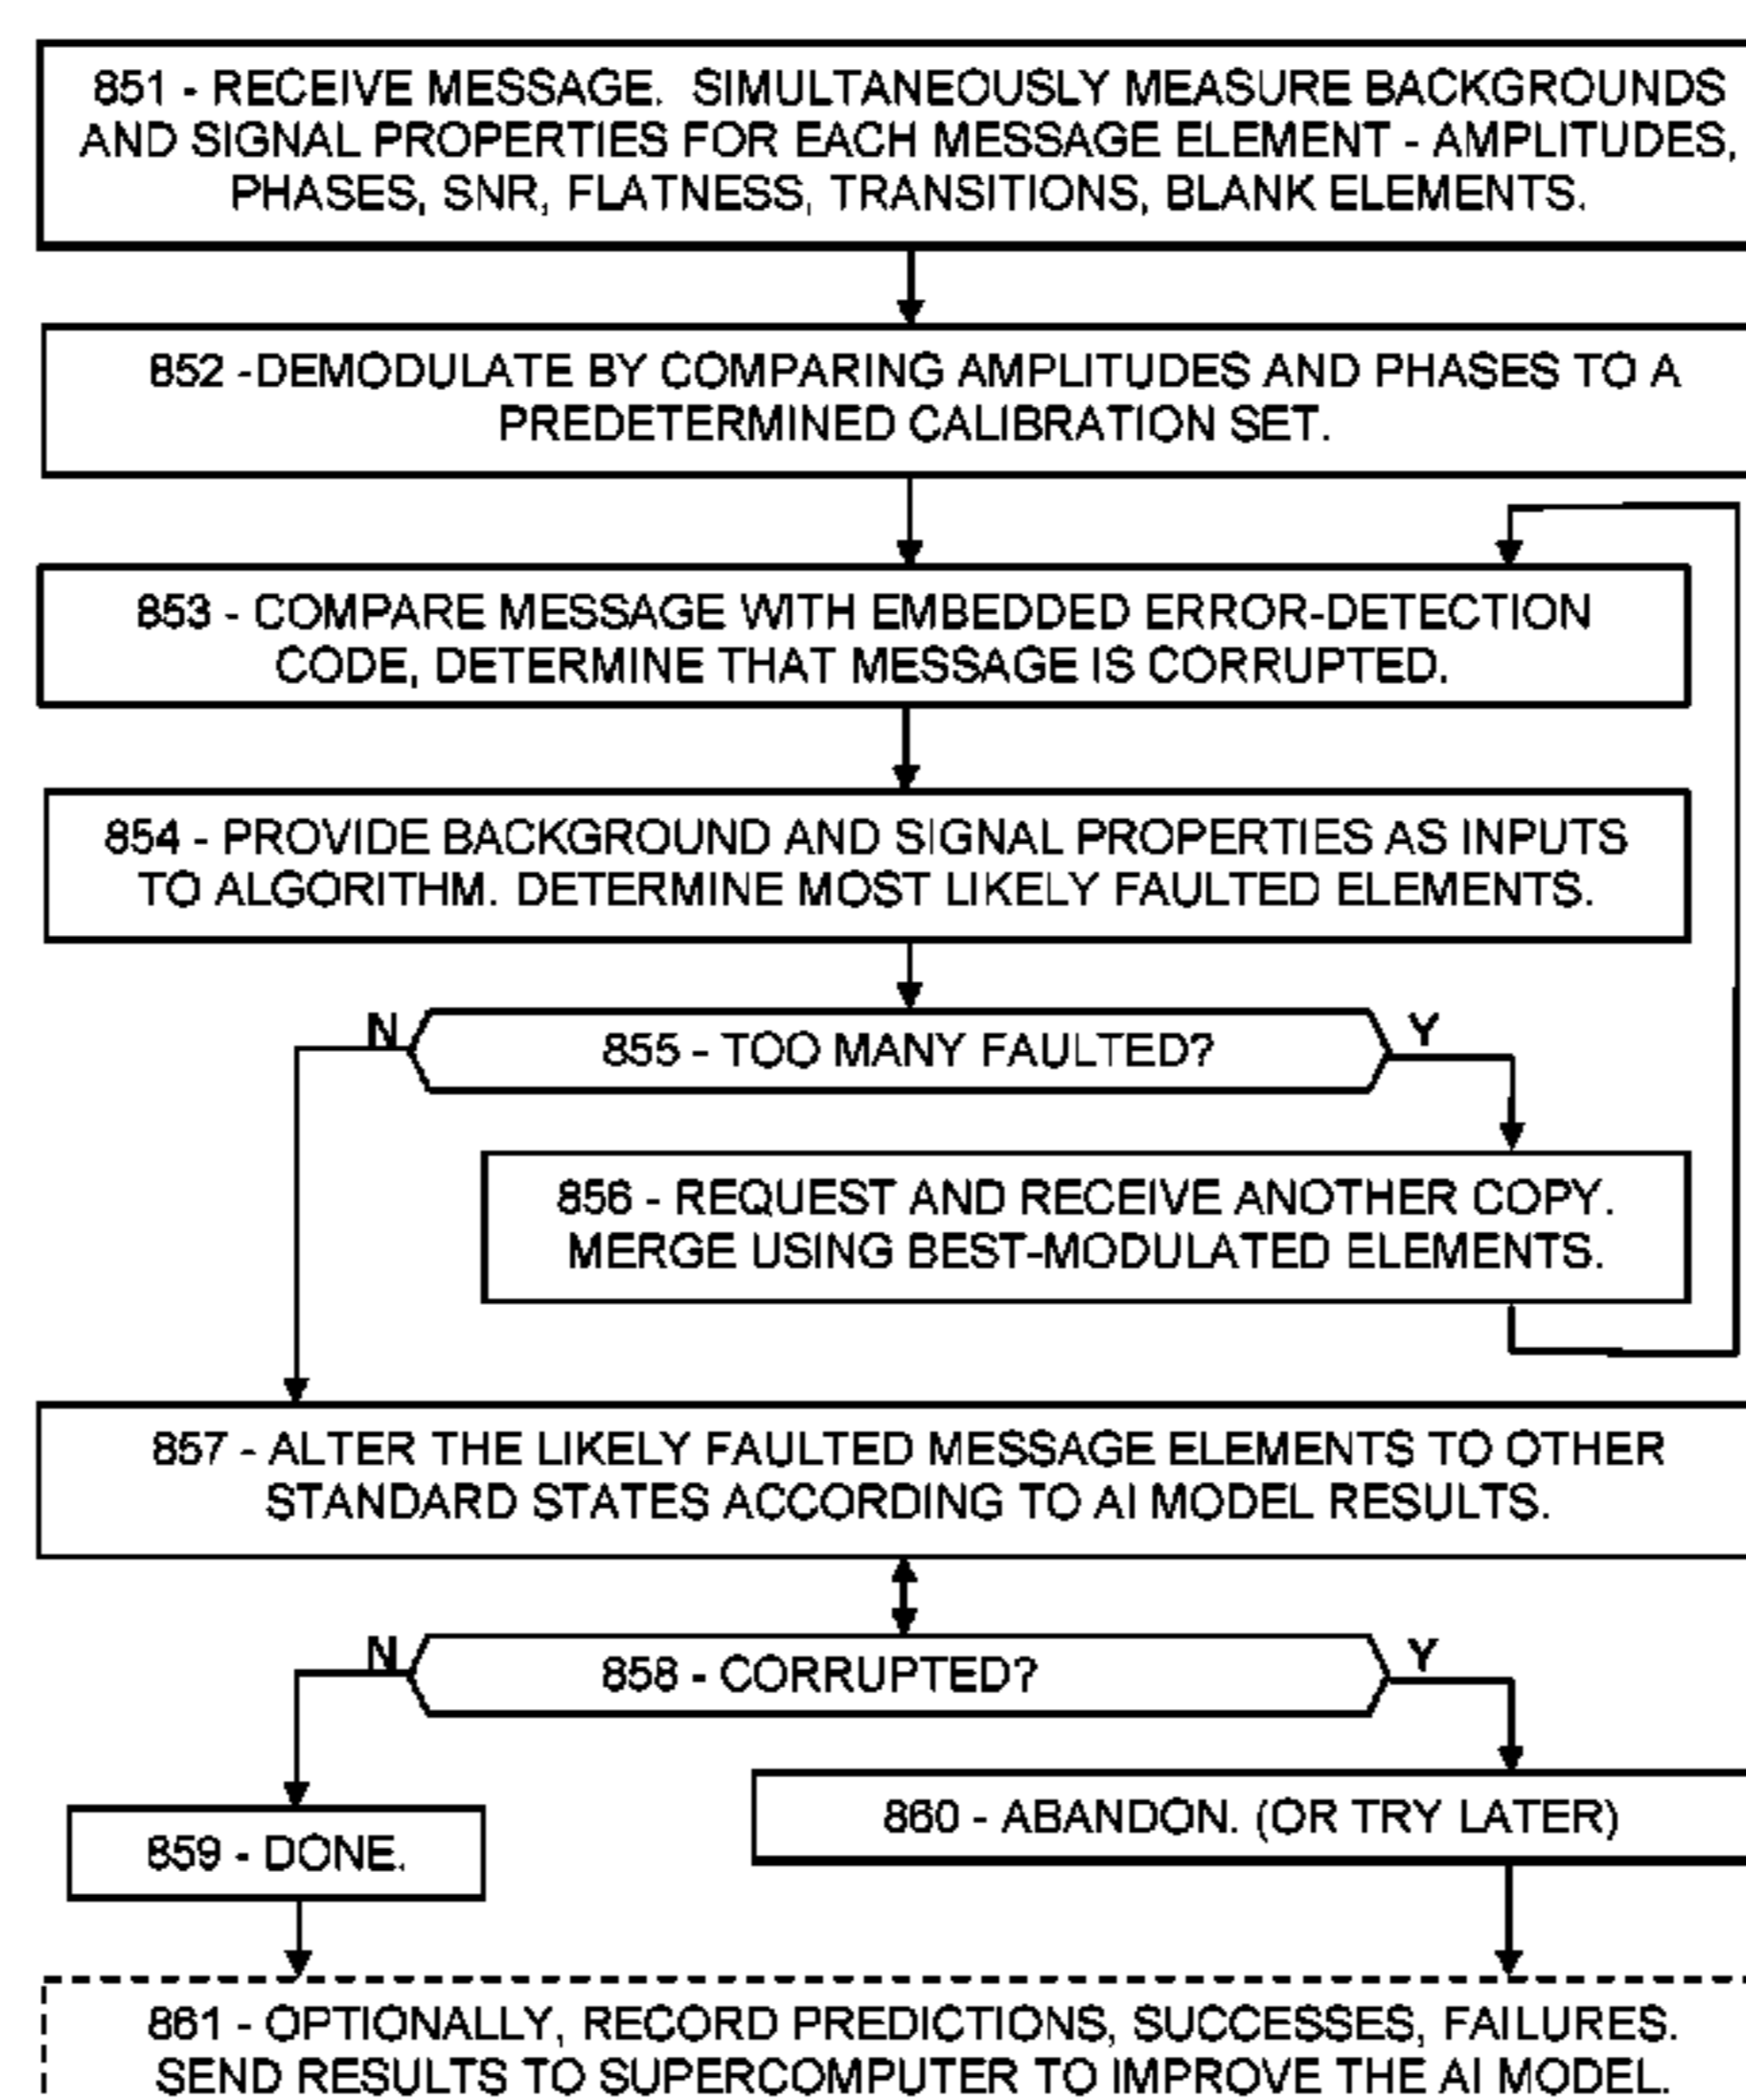 851 - RECEIVE MESSAGE. SIMULTANEOUSLY MEASURE BACKGROUNDS
AND SIGNAL PROPERTIES FOR EACH MESSAGE ELEMENT - AMPLITUDES,
PHASES, SNR, FLATNESS, TRANSITIONS, BLANK ELEMENTS.
852 -DEMODULATE BY COMPARING AMPLITUDES AND PHASES TO A
PREDETERMINED CALIBRATION SET.
853 - COMPARE MESSAGE WITH EMBEDDED ERROR-DETECTION
CODE, DETERMINE THAT MESSAGE IS CORRUPTED.
854 - PROVIDE BACKGROUND AND SIGNAL PROPERTIES AS INPUTS
TO ALGORITHM. DETERMINE MOST LIKELY FAULTED ELEMENTS.
N
855 - TOO MANY FAULTED?
Y
856 - REQUEST AND RECEIVE ANOTHER COPY.
MERGE USING BEST-MODULATED ELEMENTS.
857 - ALTER THE LIKELY FAULTED MESSAGE ELEMENTS TO OTHER
STANDARD STATES ACCORDING TO AI MODEL RESULTS.
N
858 - CORRUPTED?
Y
859 - DONE.
860 - ABANDON. (OR TRY LATER)
861 - OPTIONALLY, RECORD PREDICTIONS, SUCCESSES, FAILURES.
SEND RESULTS TO SUPERCOMPUTER TO IMPROVE THE AI MODEL.